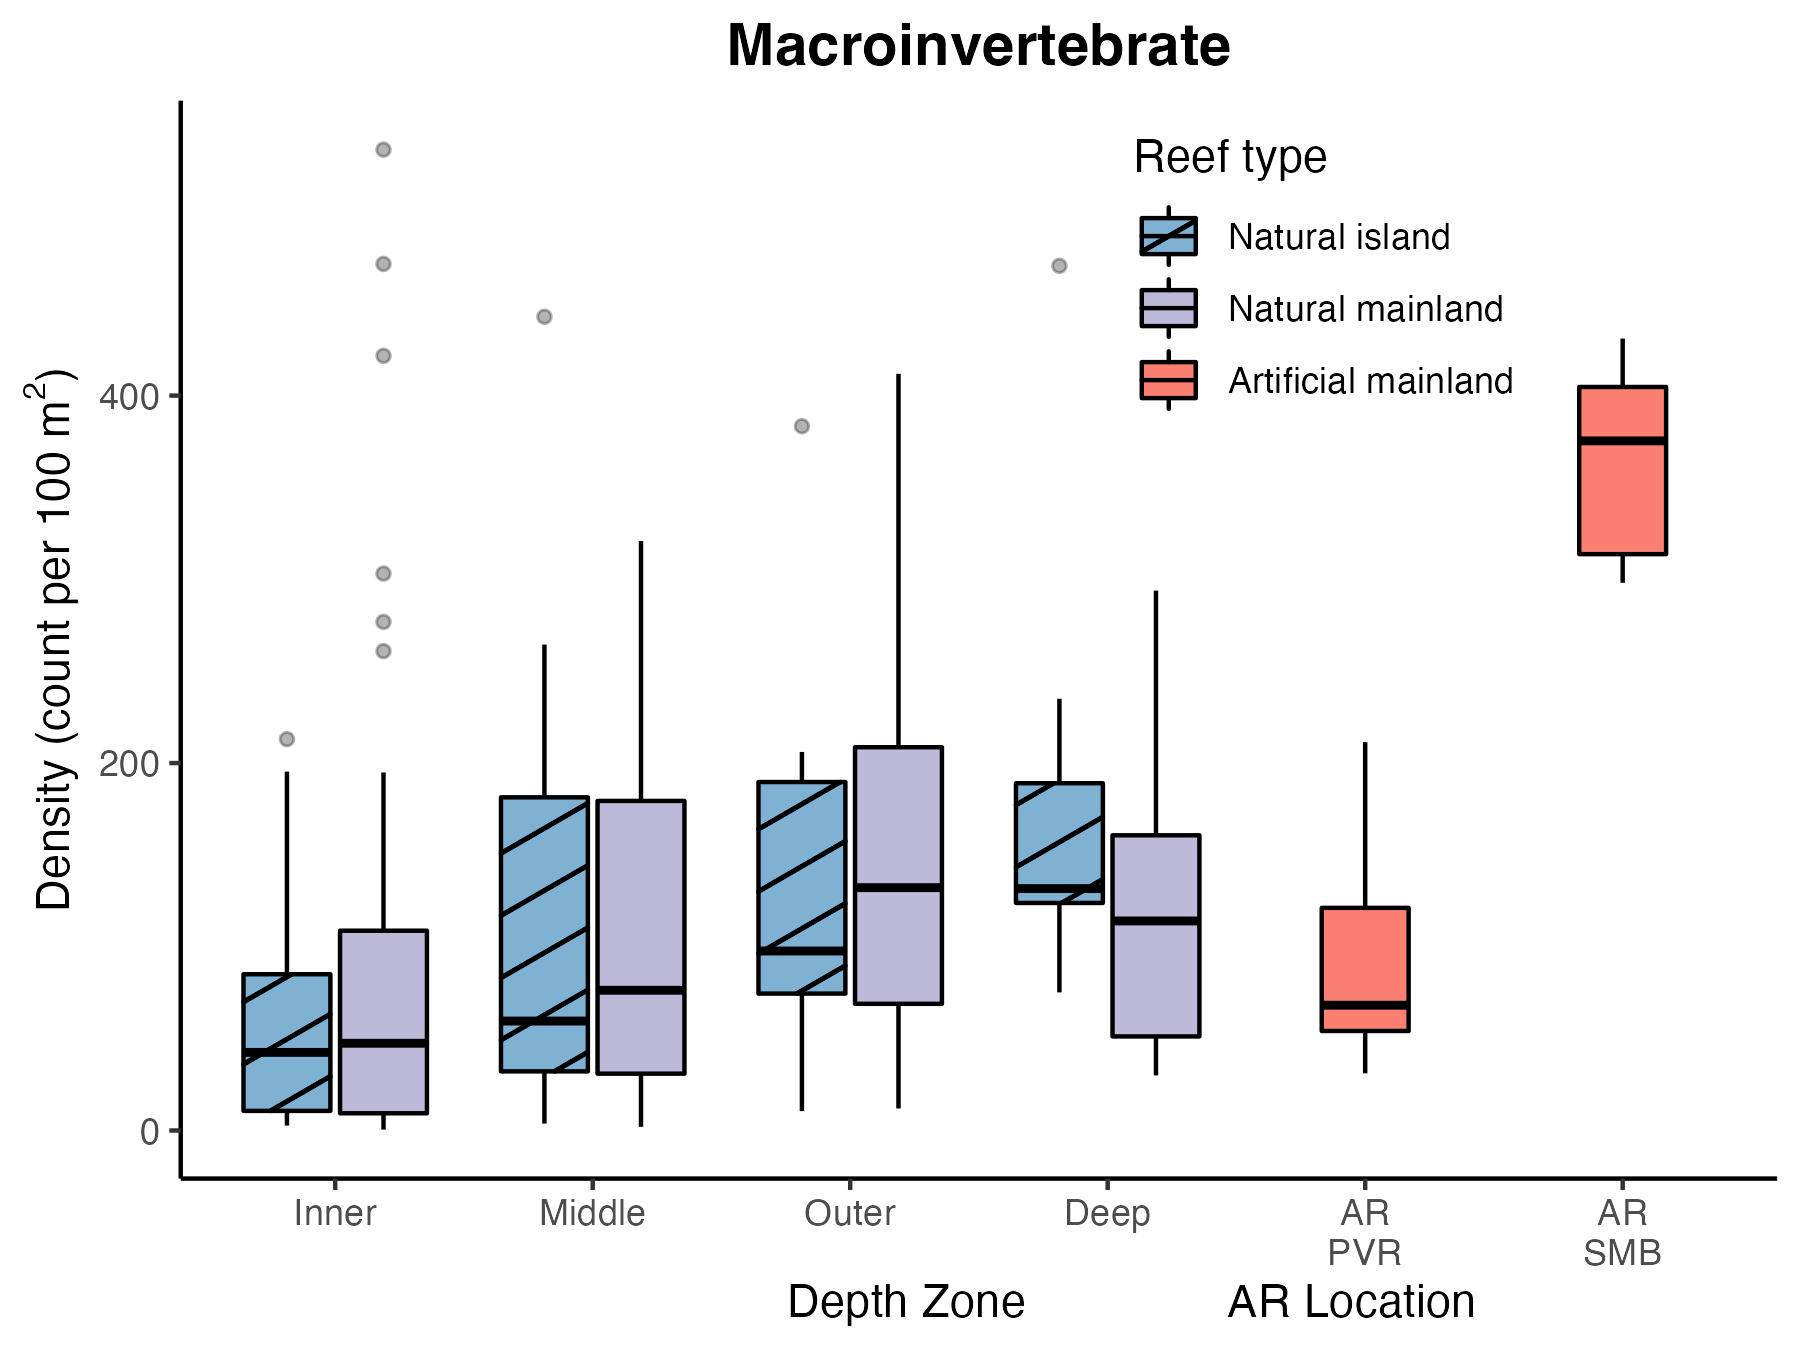 Macroinvertebrate
Reef type
Natural island
Natural mainland
Artificial mainland
Density (count per 100 m²)
400
200
0
Inner
Middle
Outer
Deep
AR
PVR
AR
SMB
Depth Zone
AR Location